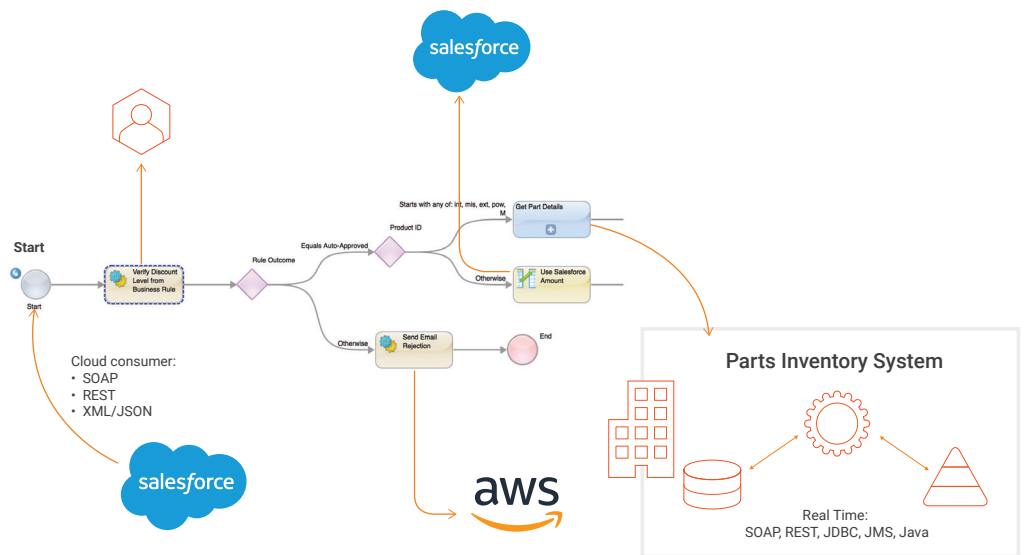 salesforce
Starts with any of: int, mis, ext, pow,
M
Get Part Details
Product ID
Start
Equals Auto-Approved
Rule Outcome
Verify Discount
Level from
Business Rule
Otherwise
Use Salesforce
Amount
Start
Otherwise
Send Email
Rejection
End
Cloud consumer:
• SOAP
• REST
• XML/JSON
Parts Inventory System
salesforce
aws
Real Time:
SOAP, REST, JDBC, JMS, Java